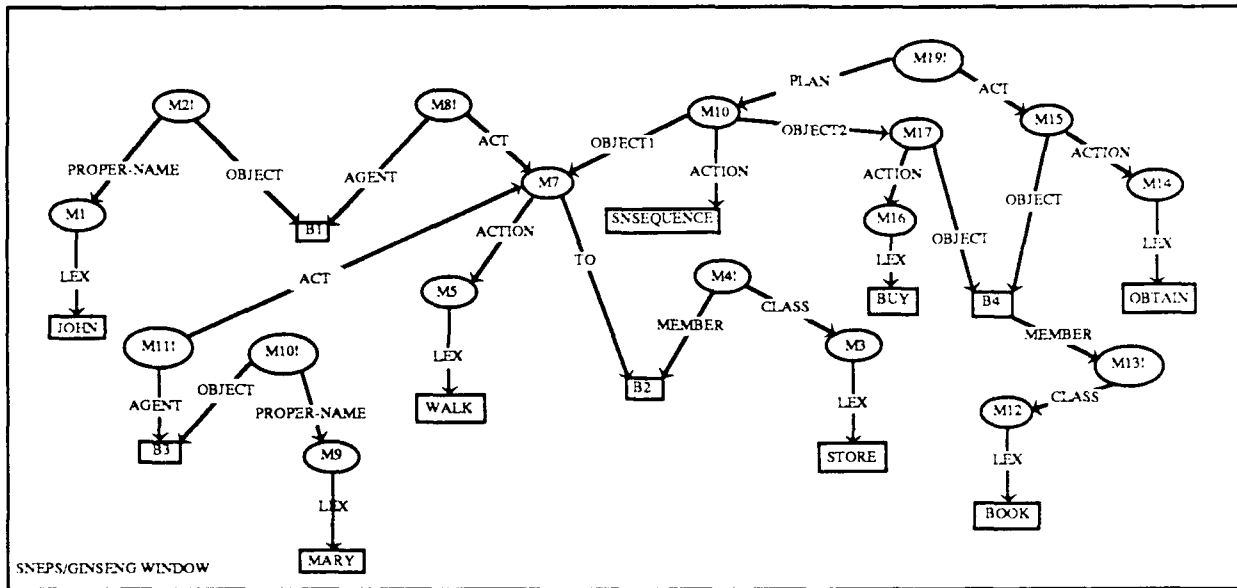 M19!
PLAN
ACT
M2!
M8!
M10
M15
ACT
OBJECT1
OBJECT2
M17
ACTION
PROPER-NAME
OBJECT
AGENT
ACTION
ACTION
M14
M7
M1
SNSEQUENCE
M16
OBJECT
B1
ACTION
OBJECT
LEX
ACT
TO
LEX
LEX
M5
M4!
BUY
B4
OBTAIN
JOHN
CLASS
MEMBER
MEMBER
M11!
M10!
M3
LEX
M13!
OBJECT
B2
CLASS
AGENT
PROPER-NAME
WALK
LEX
M12
B3
M9
STORE
LEX
LEX
BOOK
MARY
SNEPS/GINSENG WINDOW